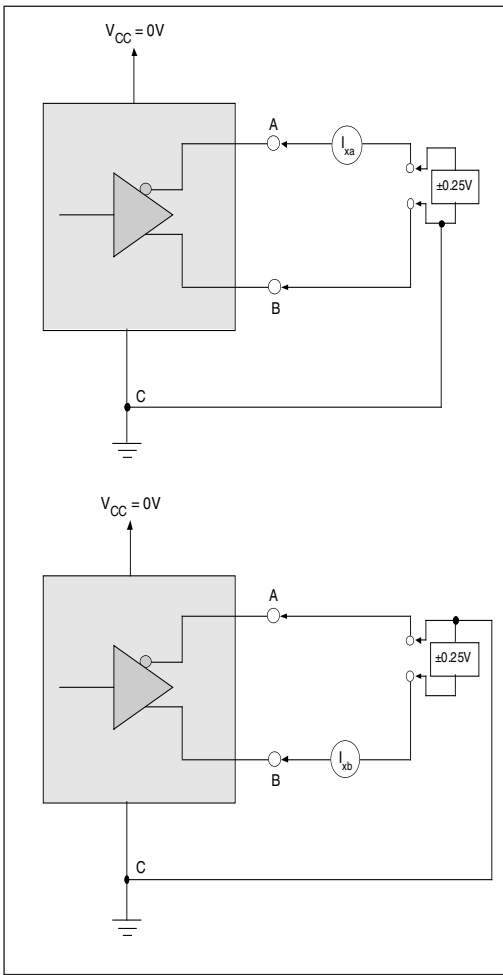 V_CC = 0V
A
I_xa
±0.25V
B
C
V_CC = 0V
A
±0.25V
I_xb
B
C